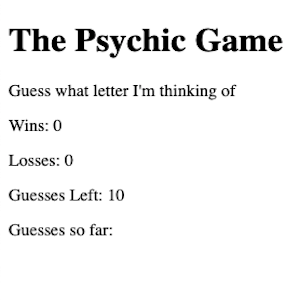 The Psychic Game
Guess what letter I'm thinking of
Wins: 0
Losses: 0
Guesses Left: 10
Guesses so far: